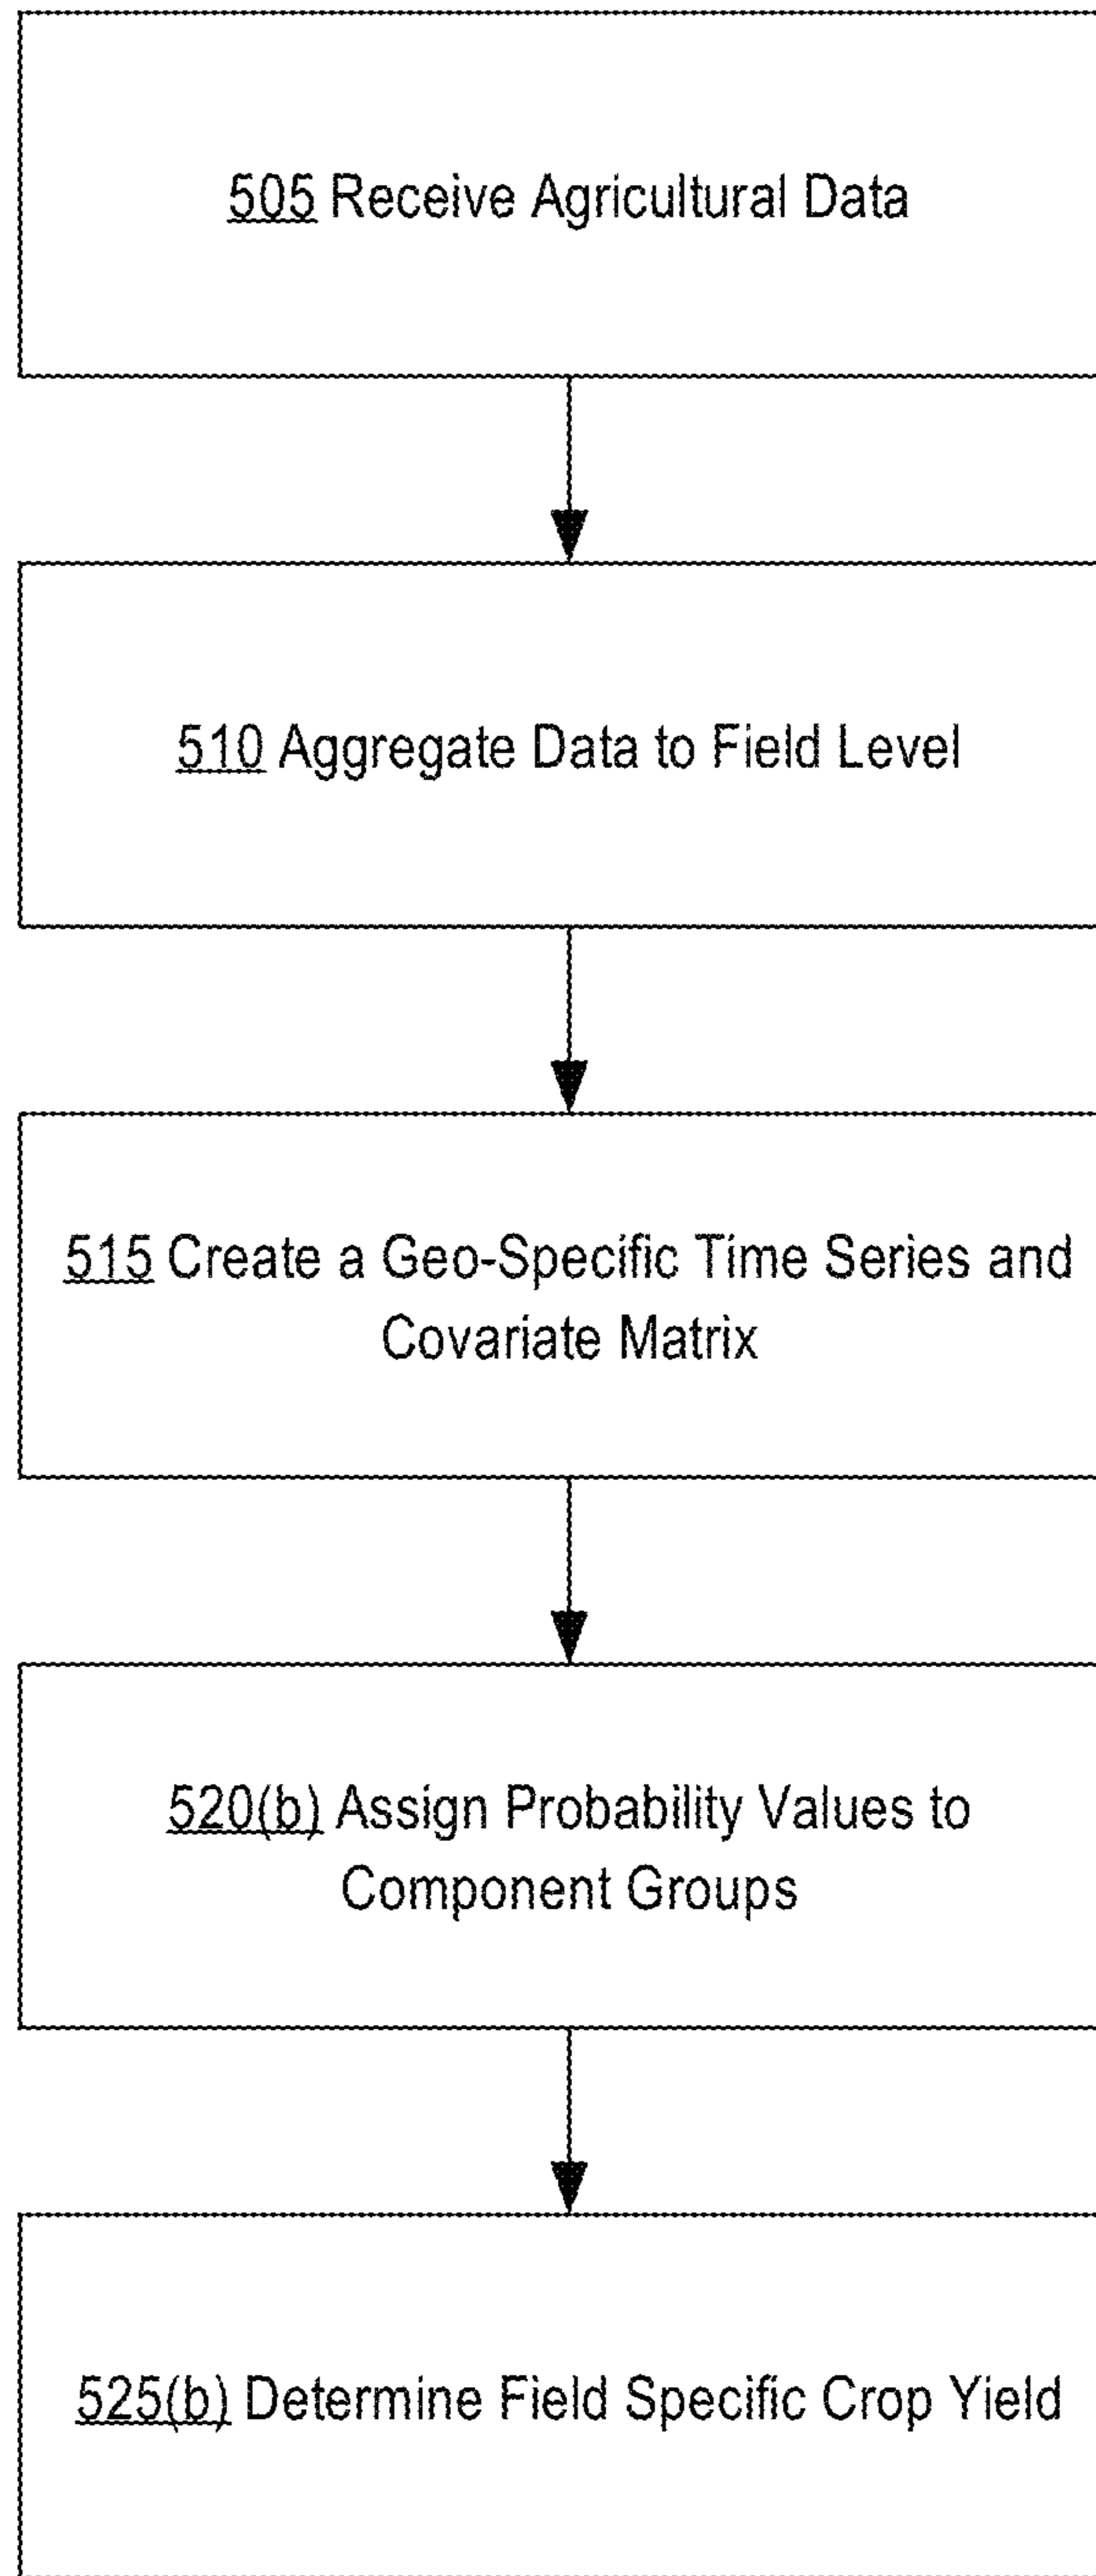 505 Receive Agricultural Data
510 Aggregate Data to Field Level
515 Create a Geo-Specific Time Series and
Covariate Matrix
520(b) Assign Probability Values to
Component Groups
525(b) Determine Field Specific Crop Yield